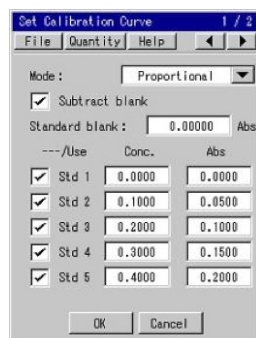 Set Calibration Curve 1 / 2
File Quantity Help
Mode: Proportional
Subtract blank
Standard blank: 0.00000 Abs
---/Use Conc. Abs
Std 1 0.0000 0.0000
Std 2 0.1000 0.0500
Std 3 0.2000 0.1000
Std 4 0.3000 0.1500
Std 5 0.4000 0.2000
OK Cancel